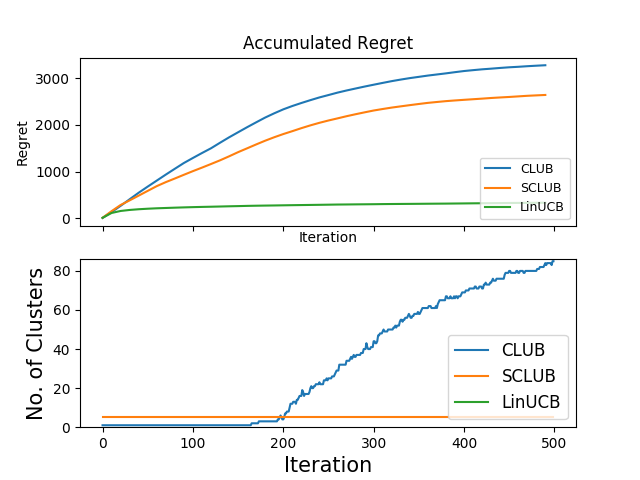 Accumulated Regret
Regret
3000
2000
1000
0
CLUB
SCLUB
LinUCB
Iteration
No. of Clusters
80
60
40
20
0
CLUB
SCLUB
LinUCB
0 100 200 300 400 500
Iteration